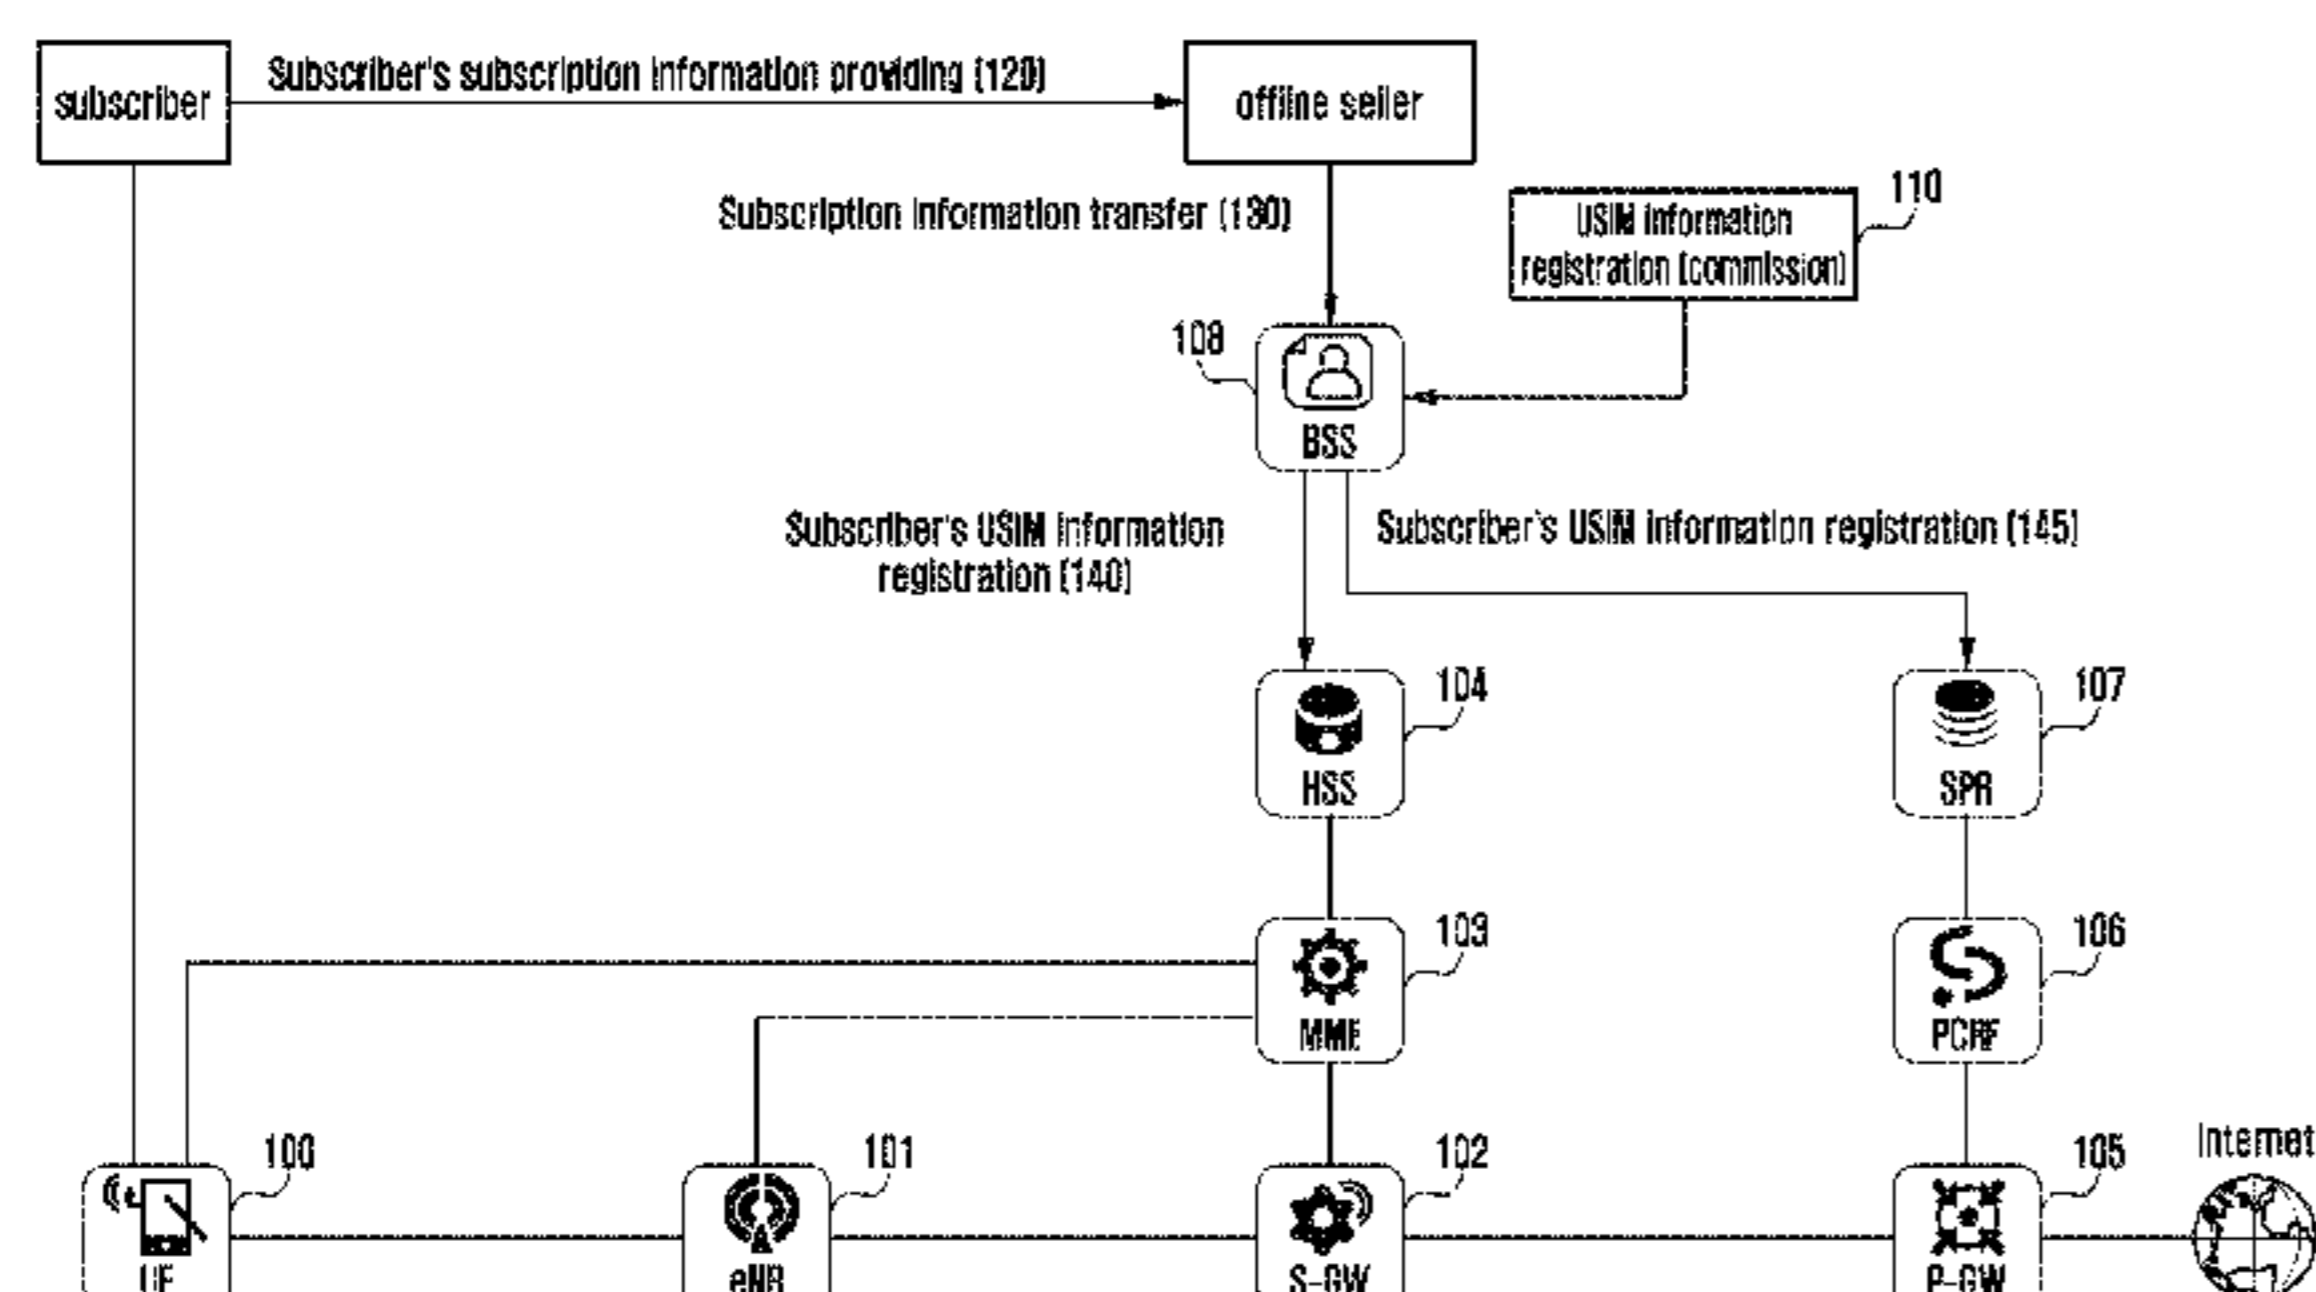 subscriber
Subscriber's subscription information providing (120)
offline seller
Subscription information transfer (130)
110
USIM information
registration (commission)
108
BSS
Subscriber's USIM information
registration (140)
Subscriber's USIM information registration (145)
104
HSS
107
SPR
103
MME
106
PCRF
100
UE
101
eNB
102
S-GW
105
P-GW
Internet